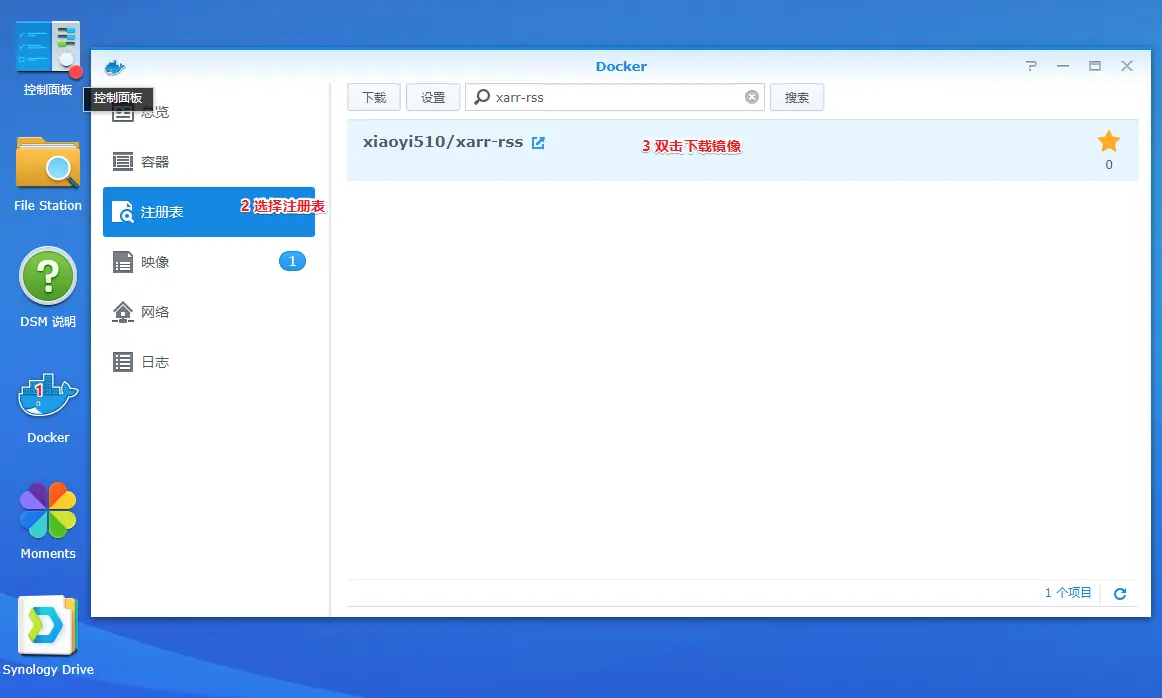 控制面板
File Station
DSM 说明
1
Docker
Moments
Synology Drive
控制面板
Docker
总览
容器
注册表
2 选择注册表
映像
1
网络
日志
下载
设置
xarr-rss
搜索
xiaoyi510/xarr-rss
3 双击下载镜像
0
1 个项目